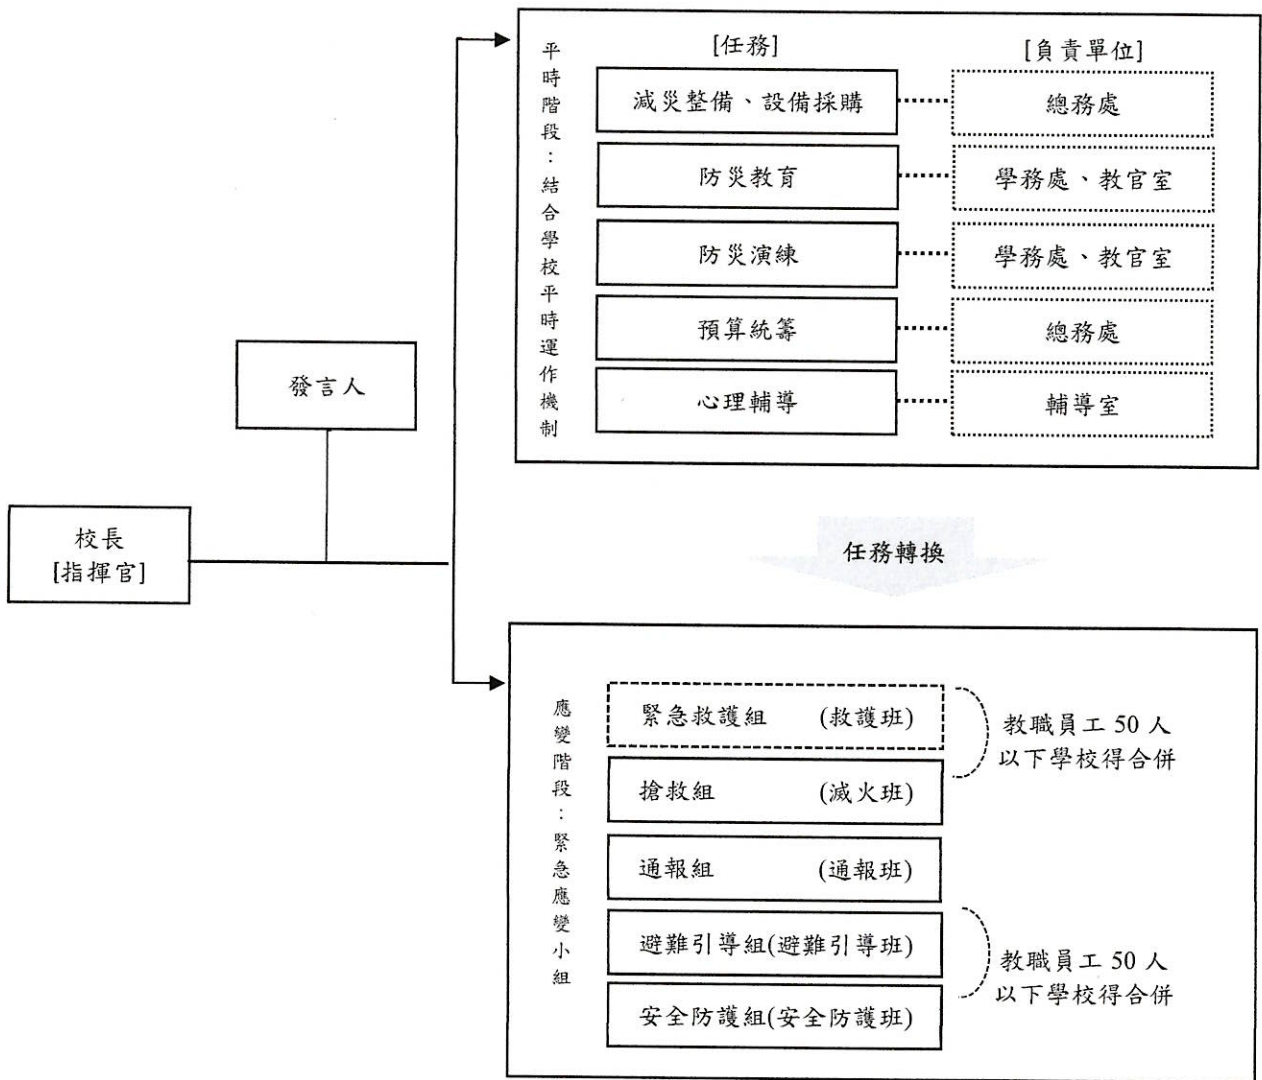 校長
[指揮官]
發言人
平時階段：結合學校平時運作機制
[任務]
[負責單位]
減災整備、設備採購
總務處
防災教育
學務處、教官室
防災演練
學務處、教官室
預算統籌
總務處
心理輔導
輔導室
任務轉換
應變階段：緊急應變小組
緊急救護組 (救護班)
搶救組 (滅火班)
通報組 (通報班)
避難引導組(避難引導班)
安全防護組(安全防護班)
教職員工 50 人
以下學校得合併
教職員工 50 人
以下學校得合併